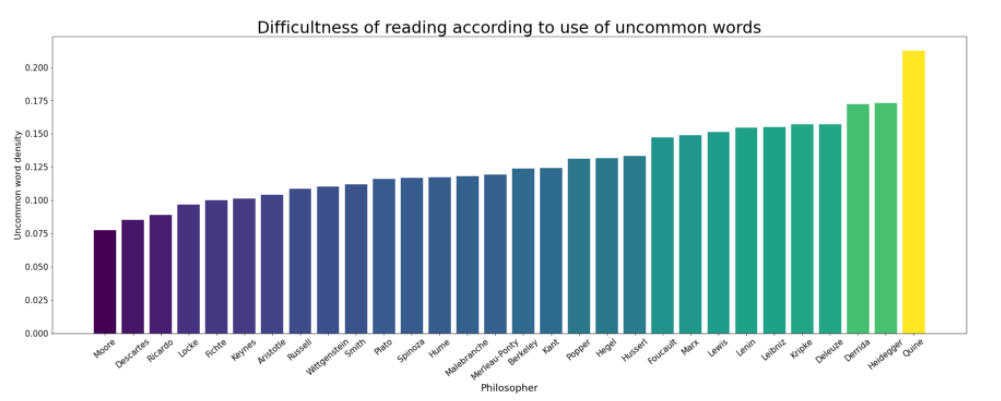 Difficultness of reading according to use of uncommon words
0.200
0.175
0.150
0.125
0.100
0.075
0.050
0.025
0.000
Uncommon word density
Moore
Descartes
Ricardo
Locke
Fichte
Keynes
Aristotle
Russell
Wittgenstein
Smith
Plato
Spinoza
Hume
Malebranche
Merleau-Ponty
Berkeley
Kant
Popper
Hegel
Husserl
Foucault
Marx
Lewis
Lenin
Leibniz
Kripke
Deleuze
Derrida
Heidegger
Quine
Philosopher